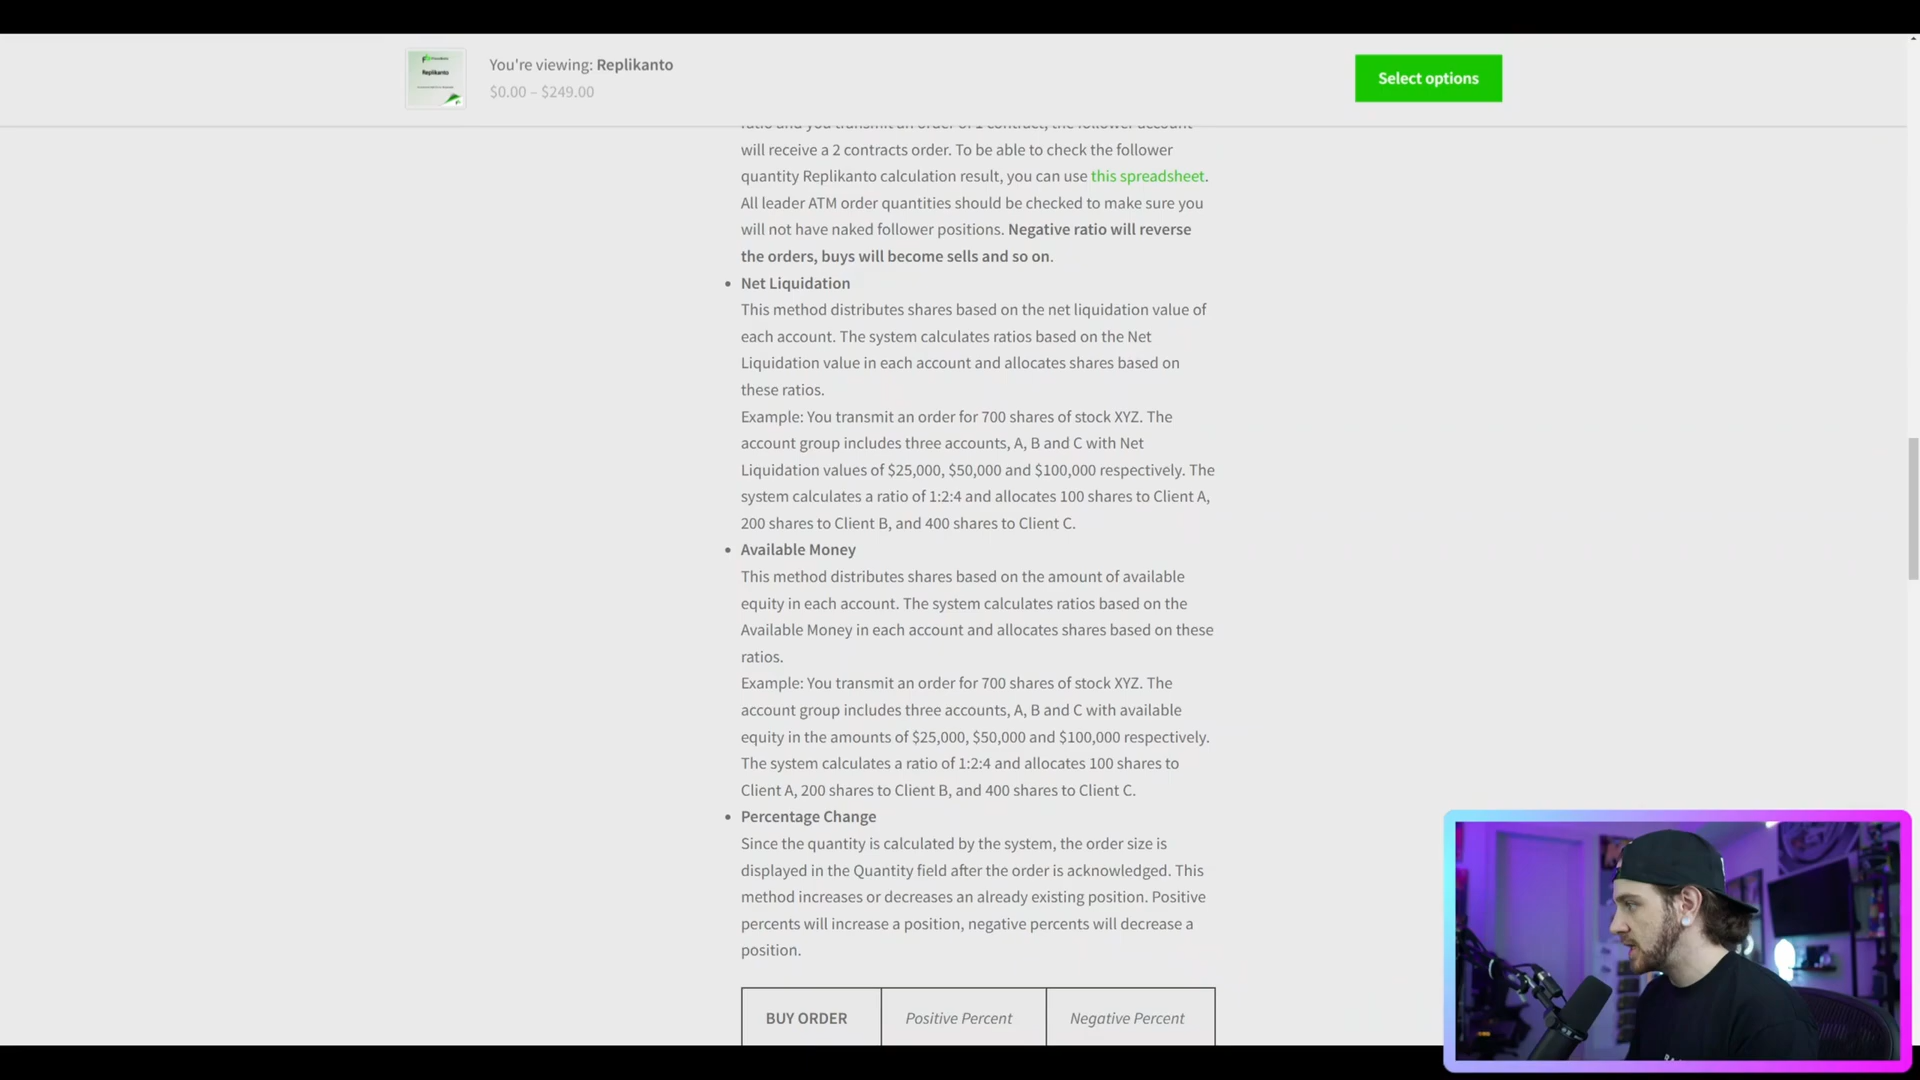 You're viewing: Replikanto
$0.00 – $249.00
Replikanto
Select options
ratio and you transmit an order of 1 contract, the follower account
will receive a 2 contracts order. To be able to check the follower
quantity Replikanto calculation result, you can use this spreadsheet.
All leader ATM order quantities should be checked to make sure you
will not have naked follower positions. Negative ratio will reverse
the orders, buys will become sells and so on.
• Net Liquidation
This method distributes shares based on the net liquidation value of
each account. The system calculates ratios based on the Net
Liquidation value in each account and allocates shares based on
these ratios.
Example: You transmit an order for 700 shares of stock XYZ. The
account group includes three accounts, A, B and C with Net
Liquidation values of $25,000, $50,000 and $100,000 respectively. The
system calculates a ratio of 1:2:4 and allocates 100 shares to Client A,
200 shares to Client B, and 400 shares to Client C.
• Available Money
This method distributes shares based on the amount of available
equity in each account. The system calculates ratios based on the
Available Money in each account and allocates shares based on these
ratios.
Example: You transmit an order for 700 shares of stock XYZ. The
account group includes three accounts, A, B and C with available
equity in the amounts of $25,000, $50,000 and $100,000 respectively.
The system calculates a ratio of 1:2:4 and allocates 100 shares to
Client A, 200 shares to Client B, and 400 shares to Client C.
• Percentage Change
Since the quantity is calculated by the system, the order size is
displayed in the Quantity field after the order is acknowledged. This
method increases or decreases an already existing position. Positive
percents will increase a position, negative percents will decrease a
position.
BUY ORDER
Positive Percent
Negative Percent